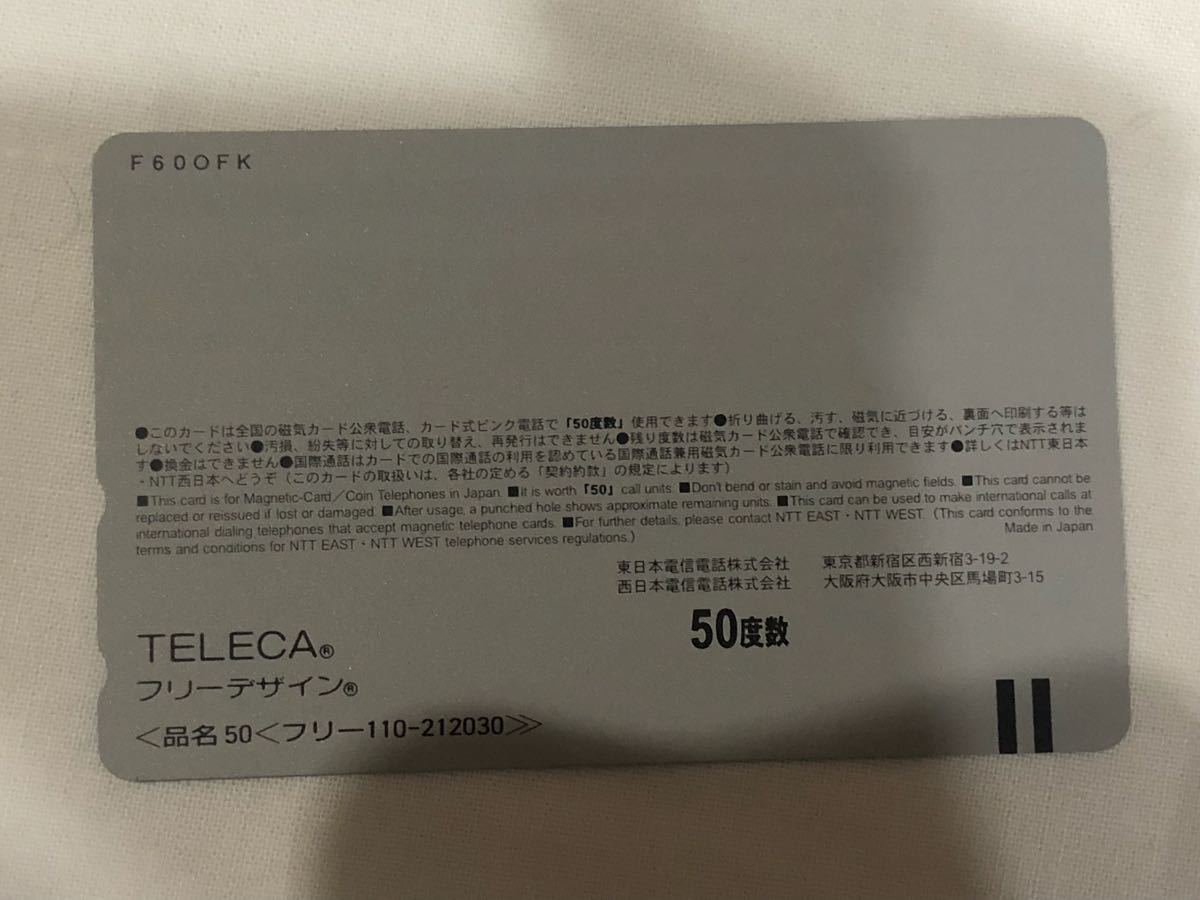 F600FK
●このカードは全国の磁気カード公衆電話、カード式ピンク電話で「50度数」使用できます●折り曲げる、汚す、磁気に近づける、裏面へ印刷する等は
しないでください●汚損、紛失等に対しての取り替え、再発行はできません●残り度数は磁気カード公衆電話で確認でき、目安がパンチ穴で表示されま
す●換金はできません●国際通話はカードでの国際通話の利用を認めている国際通話兼用磁気カード公衆電話に限り利用できます●詳しくはNTT東日本
・NTT西日本へどうぞ（このカードの取扱いは、各社の定める「契約約款」の規定によります）
■This card is for Magnetic-Card／Coin Telephones in Japan. ■It is worth「50」call units. ■Don't bend or stain and avoid magnetic fields. ■This card cannot be
replaced or reissued if lost or damaged. ■After usage, a punched hole shows approximate remaining units. ■This card can be used to make international calls at
international dialing telephones that accept magnetic telephone cards. ■For further details, please contact NTT EAST・NTT WEST. (This card conforms to the
terms and conditions for NTT EAST・NTT WEST telephone services regulations.)
Made in Japan
東日本電信電話株式会社 東京都新宿区西新宿3-19-2
西日本電信電話株式会社 大阪府大阪市中央区馬場町3-15
50度数
TELECA®
フリーデザイン®
＜品名50＜フリー110-212030≫